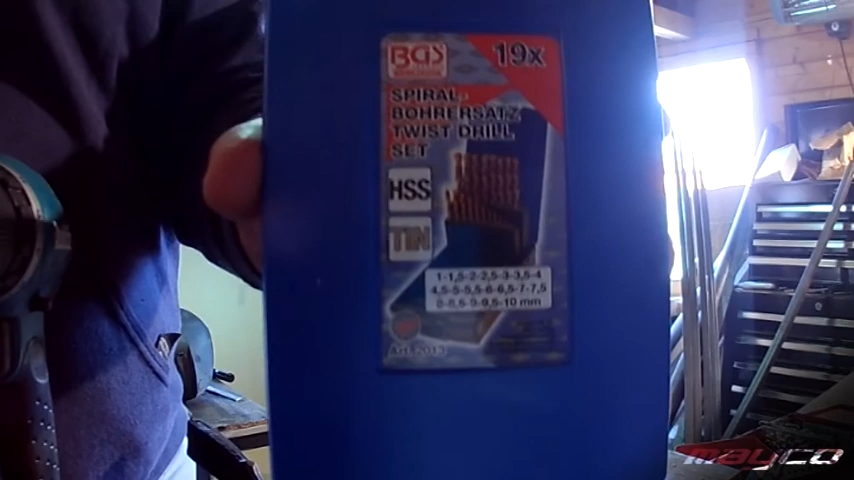 BGS
19x
SPIRAL-
BOHRERSATZ
TWIST DRILL
SET
HSS
TIN
1-1,5-2-2,5-3-3,5-4
4,5-5-5,5-6-6,5-7-7,5
8-8,5-9-9,5-10 mm
Art. 2013
mayco